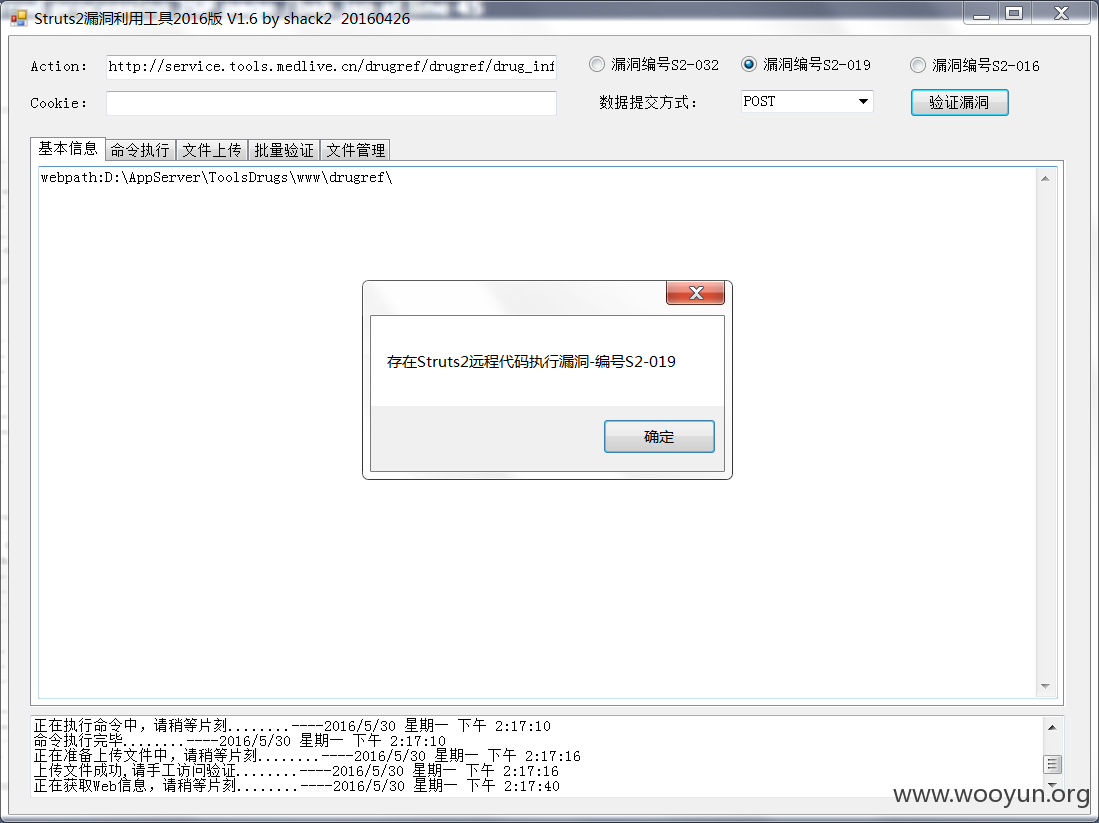 Struts2漏洞利用工具2016版 V1.6 by shack2 20160426
Action: http://service.tools.medlive.cn/drugref/drugref/drug_inf 漏洞编号S2-032 漏洞编号S2-019 漏洞编号S2-016
Cookie: 数据提交方式: POST 验证漏洞
基本信息 命令执行 文件上传 批量验证 文件管理
webpath:D:\AppServer\ToolsDrugs\www\drugref\
存在Struts2远程代码执行漏洞-编号S2-019
确定
正在执行命令中，请稍等片刻........----2016/5/30 星期一 下午 2:17:10
命令执行完毕........----2016/5/30 星期一 下午 2:17:10
正在准备上传文件中，请稍等片刻........----2016/5/30 星期一 下午 2:17:16
上传文件成功,请手工访问验证........----2016/5/30 星期一 下午 2:17:16
正在获取Web信息，请稍等片刻........----2016/5/30 星期一 下午 2:17:40
www.wooyun.org